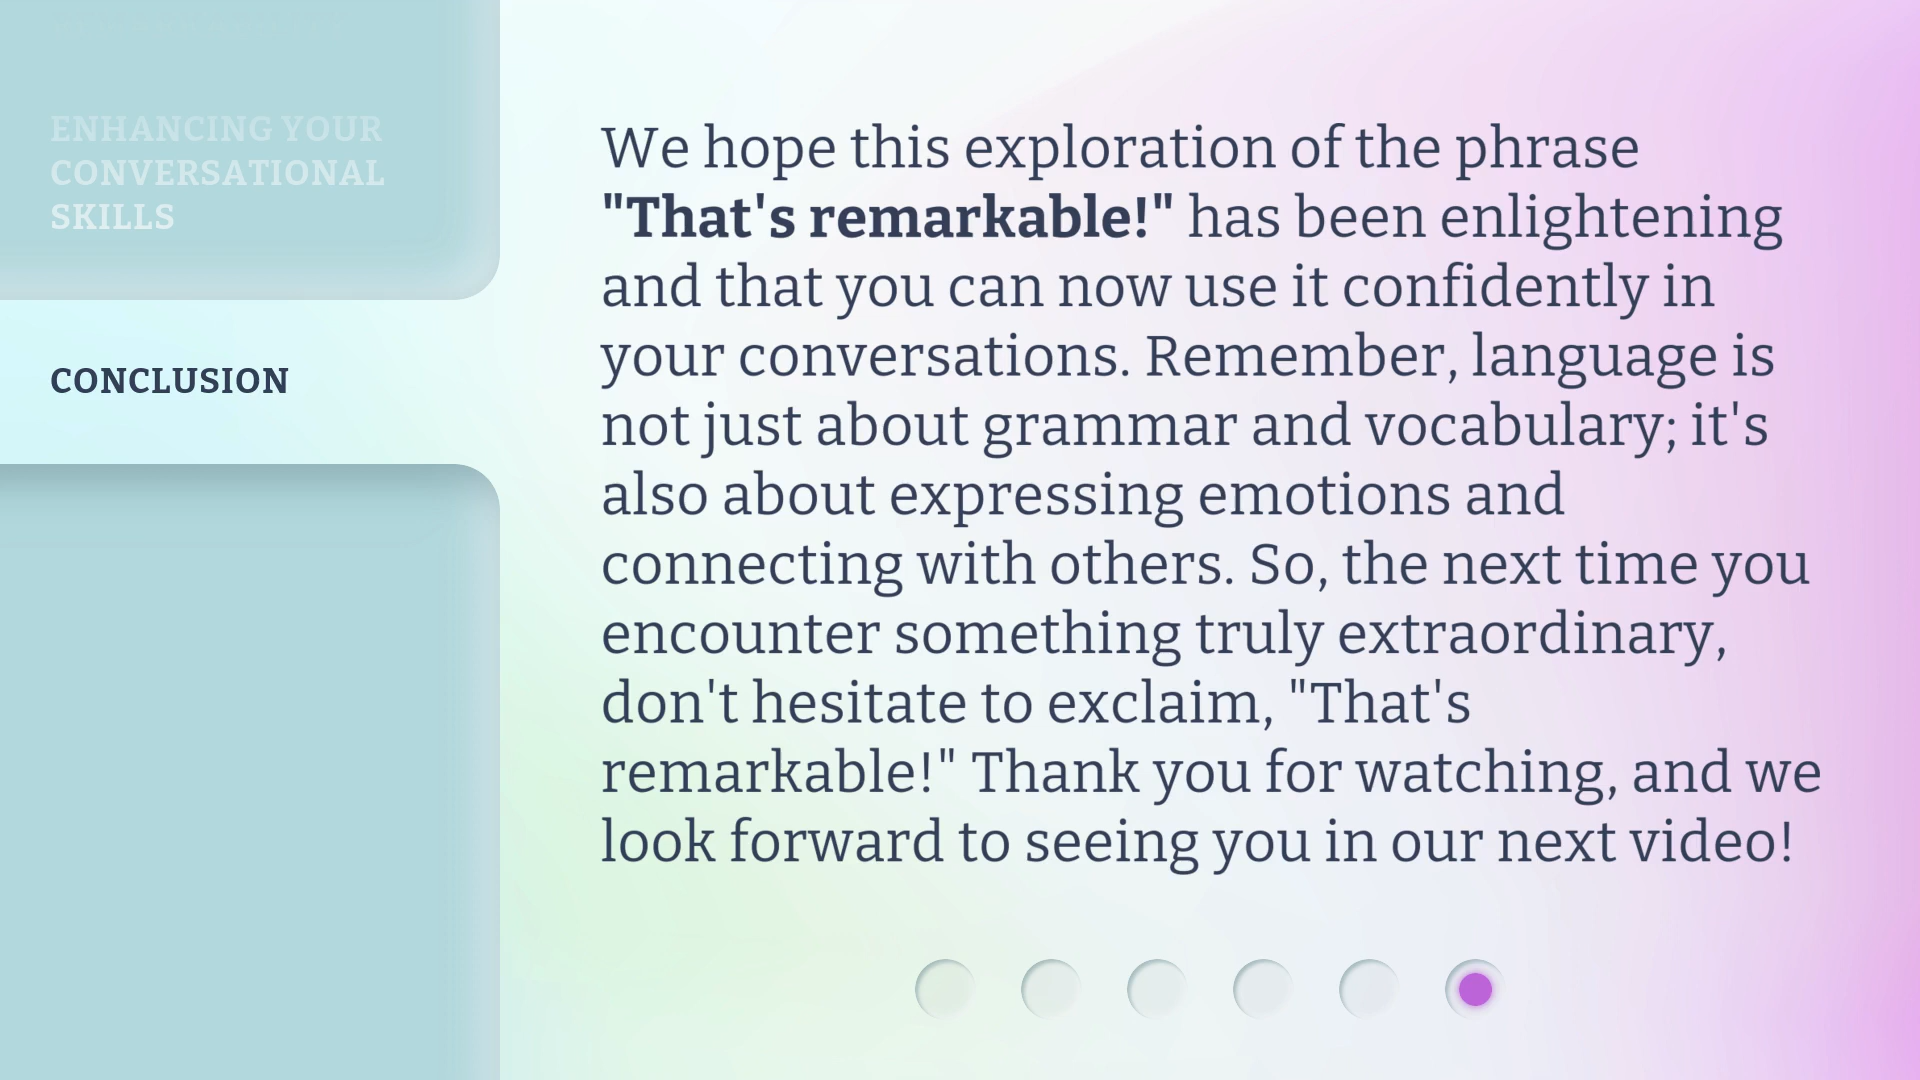 ENHANCING YOUR
CONVERSATIONAL
SKILLS
CONCLUSION
We hope this exploration of the phrase
"That's remarkable!" has been enlightening
and that you can now use it confidently in
your conversations. Remember, language is
not just about grammar and vocabulary; it's
also about expressing emotions and
connecting with others. So, the next time you
encounter something truly extraordinary,
don't hesitate to exclaim, "That's
remarkable!" Thank you for watching, and we
look forward to seeing you in our next video!